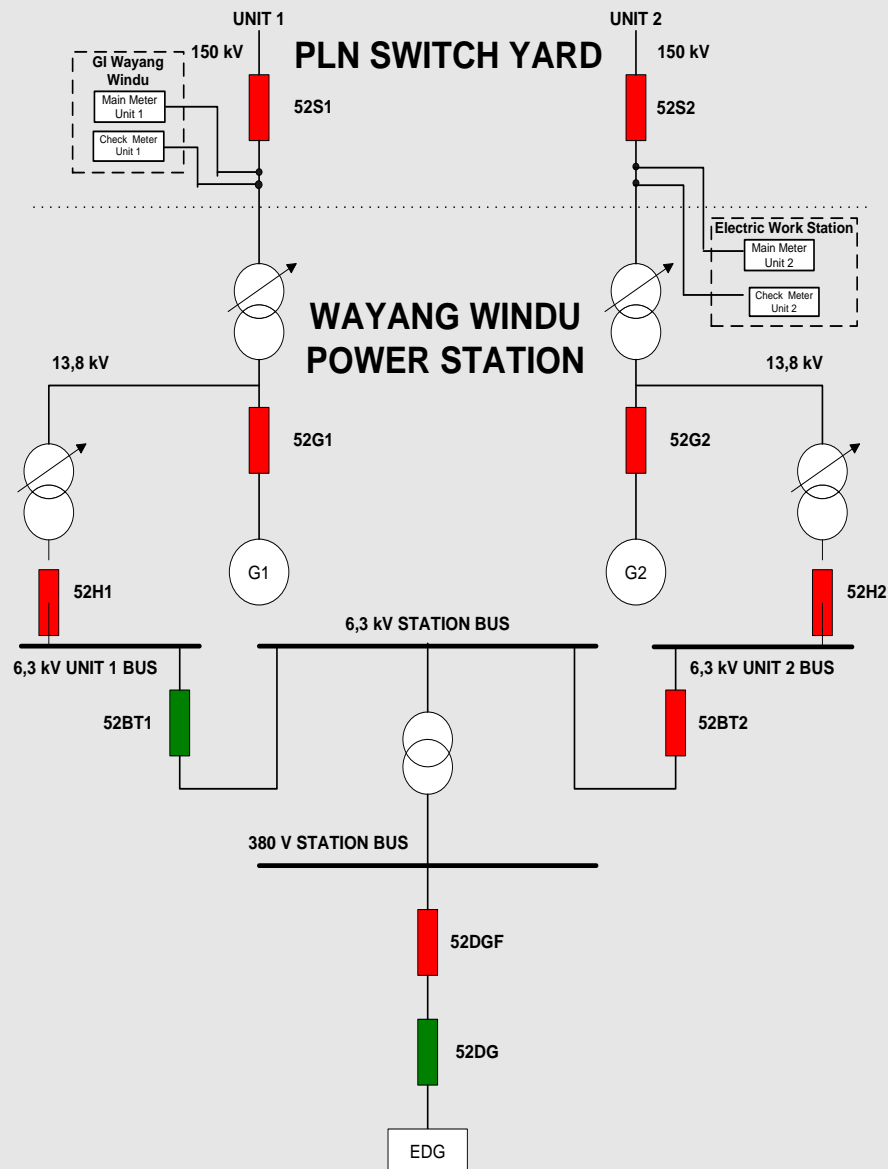 UNIT 1
UNIT 2
150 kV
PLN SWITCH YARD
150 kV
GI Wayang
Windu
Main Meter
Unit 1
Check Meter
Unit 1
52S1
52S2
Electric Work Station
Main Meter
Unit 2
Check Meter
Unit 2
WAYANG WINDU
POWER STATION
13,8 kV
13,8 kV
52G1
52G2
G1
G2
52H1
52H2
6,3 kV STATION BUS
6,3 kV UNIT 1 BUS
6,3 kV UNIT 2 BUS
52BT1
52BT2
380 V STATION BUS
52DGF
52DG
EDG